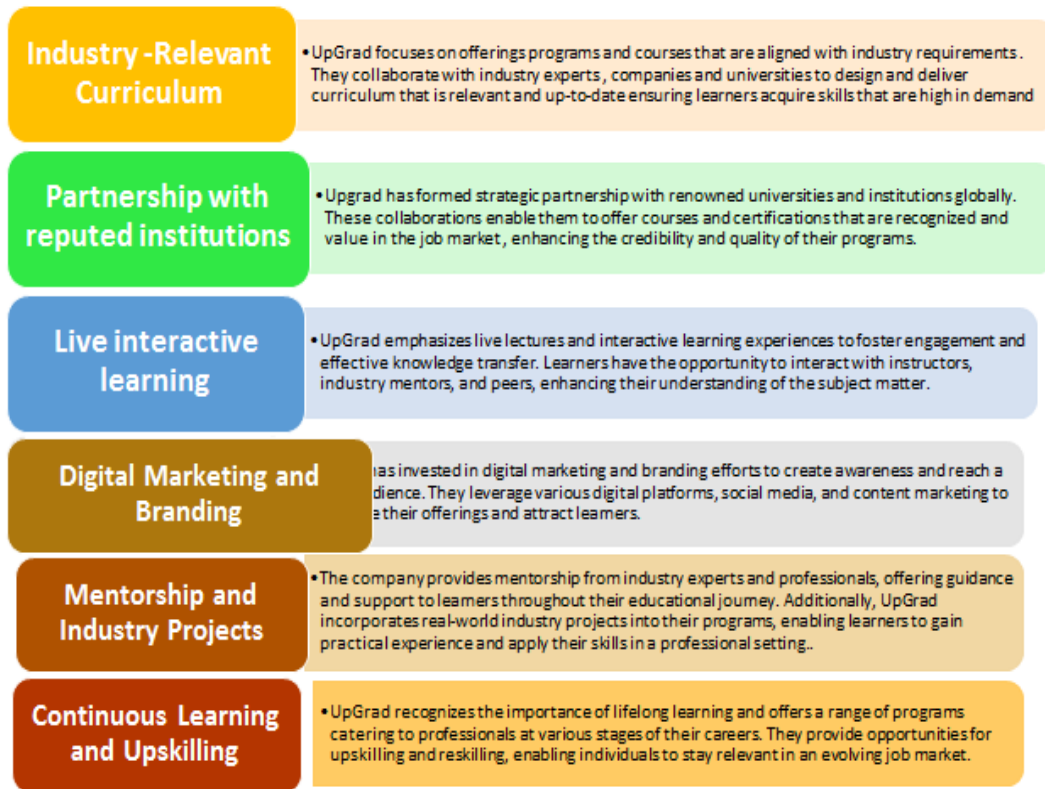 Industry -Relevant
Curriculum
•UpGrad focuses on offerings programs and courses that are aligned with industry requirements .
They collaborate with industry experts , companies and universities to design and deliver
curriculum that is relevant and up-to-date ensuring learners acquire skills that are high in demand
Partnership with
reputed institutions
•Upgrad has formed strategic partnership with renowned universities and institutions globally.
These collaborations enable them to offer courses and certifications that are recognized and
value in the job market , enhancing the credibility and quality of their programs.
Live interactive
learning
•UpGrad emphasizes live lectures and interactive learning experiences to foster engagement and
effective knowledge transfer. Learners have the opportunity to interact with instructors,
industry mentors, and peers, enhancing their understanding of the subject matter.
Digital Marketing and
Branding
has invested in digital marketing and branding efforts to create awareness and reach a
They leverage various digital platforms, social media, and content marketing to
their offerings and attract learners.
Mentorship and
Industry Projects
•The company provides mentorship from industry experts and professionals, offering guidance
and support to learners throughout their educational journey. Additionally, UpGrad
incorporates real-world industry projects into their programs, enabling learners to gain
practical experience and apply their skills in a professional setting..
Continuous Learning
and Upskilling
•UpGrad recognizes the importance of lifelong learning and offers a range of programs
catering to professionals at various stages of their careers. They provide opportunities for
upskilling and reskilling, enabling individuals to stay relevant in an evolving job market.